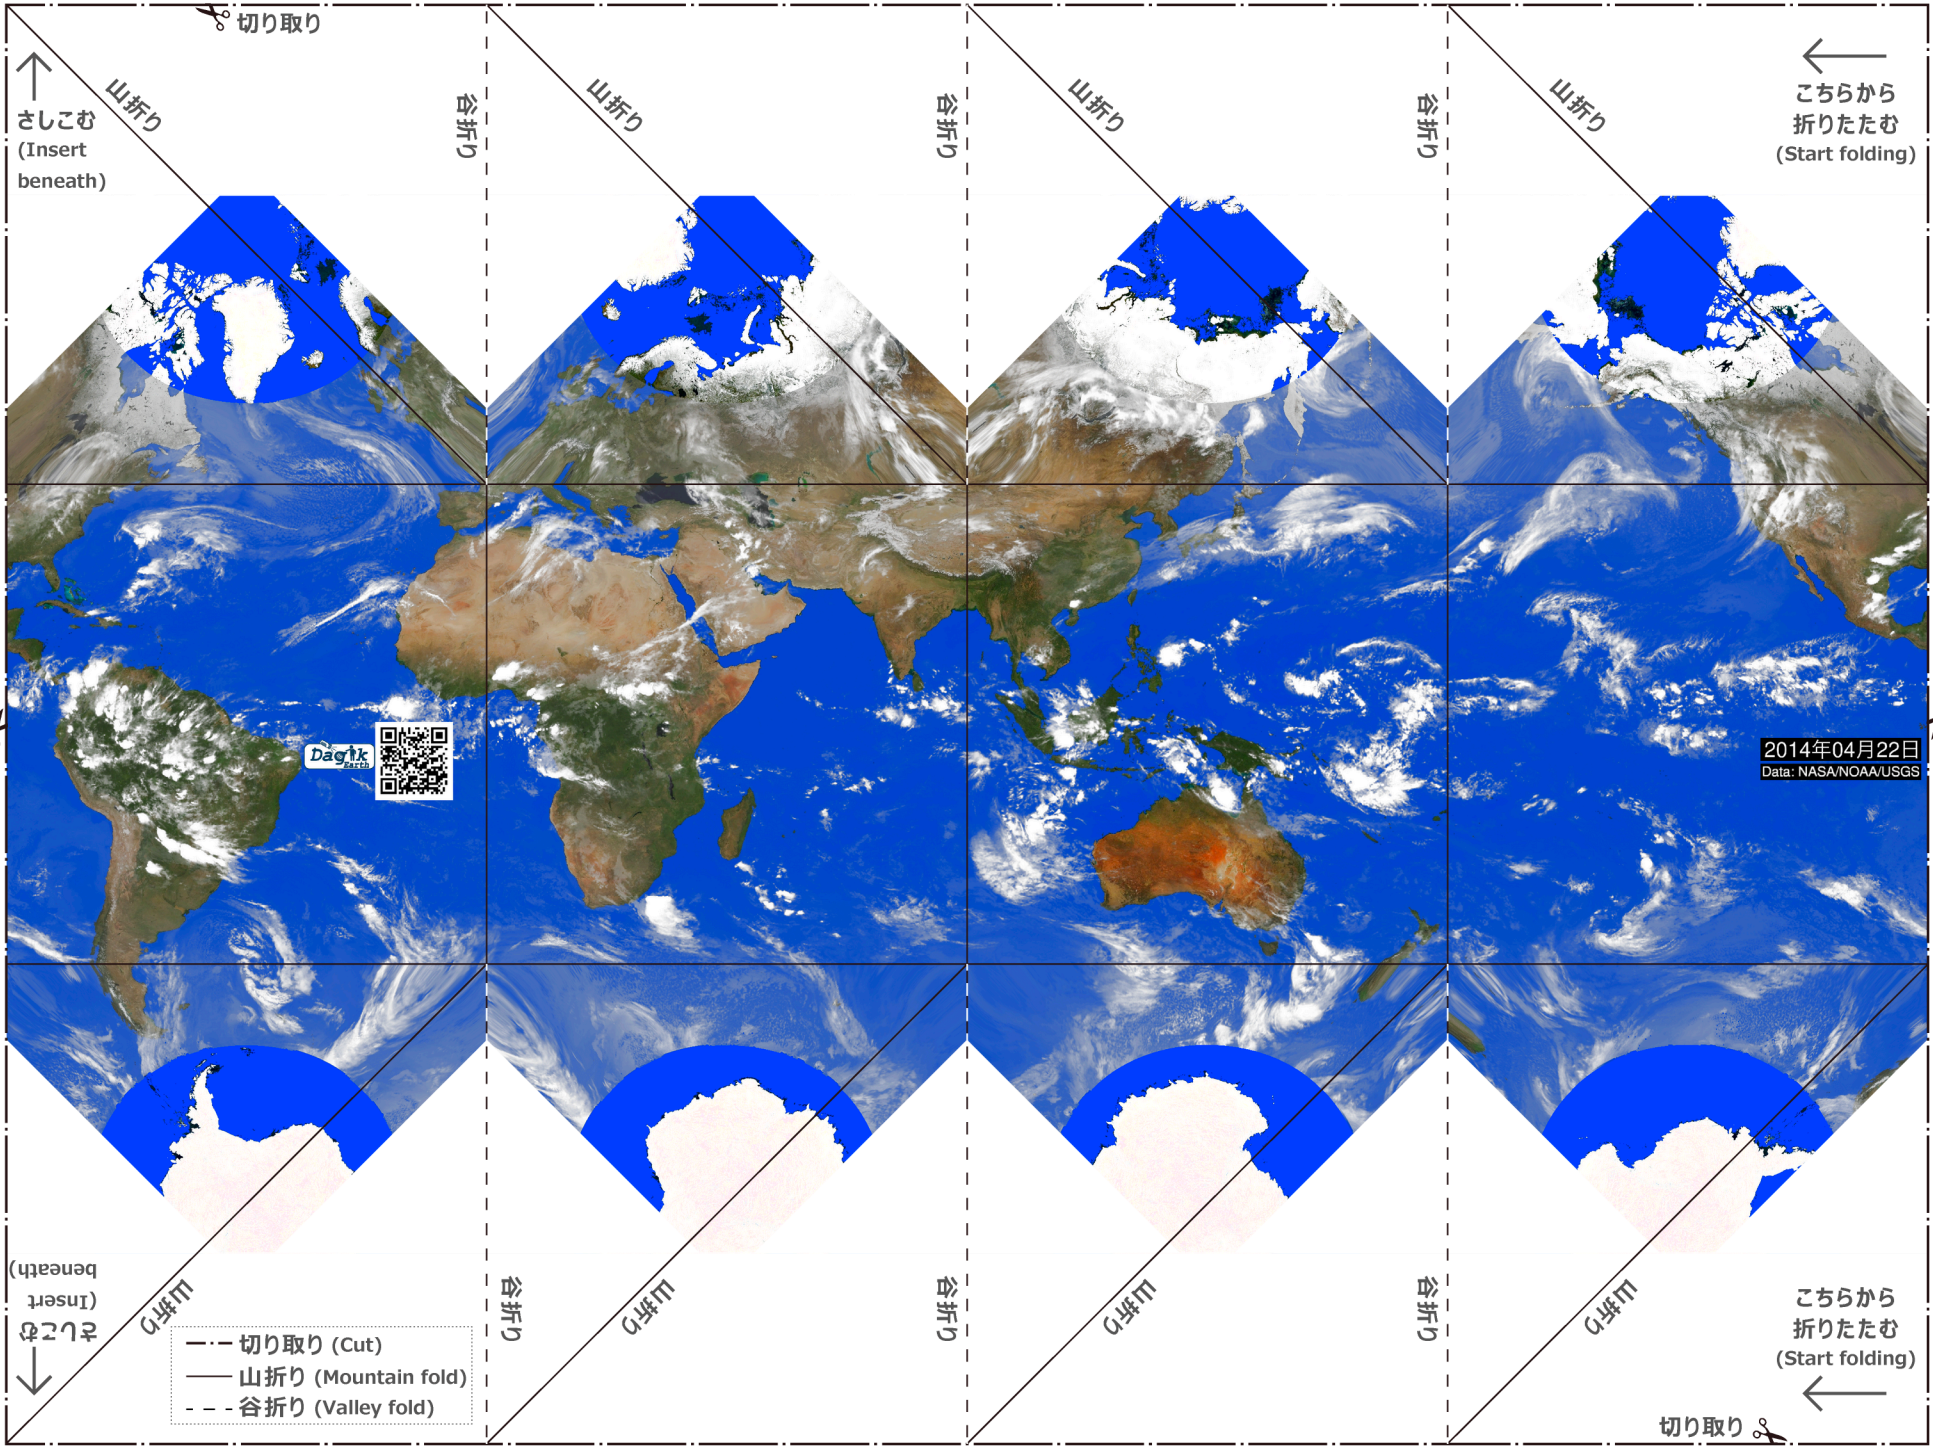 切り取り
山折り
谷折り
山折り
谷折り
山折り
谷折り
山折り
さしこむ
(Insert
beneath)
こちらから
折りたたむ
(Start folding)
Dagik
Earth
2014年04月22日
Data: NASA/NOAA/USGS
さしこむ
(Insert
beneath)
山折り
谷折り
山折り
谷折り
山折り
谷折り
山折り
こちらから
折りたたむ
(Start folding)
切り取り (Cut)
山折り (Mountain fold)
谷折り (Valley fold)
切り取り